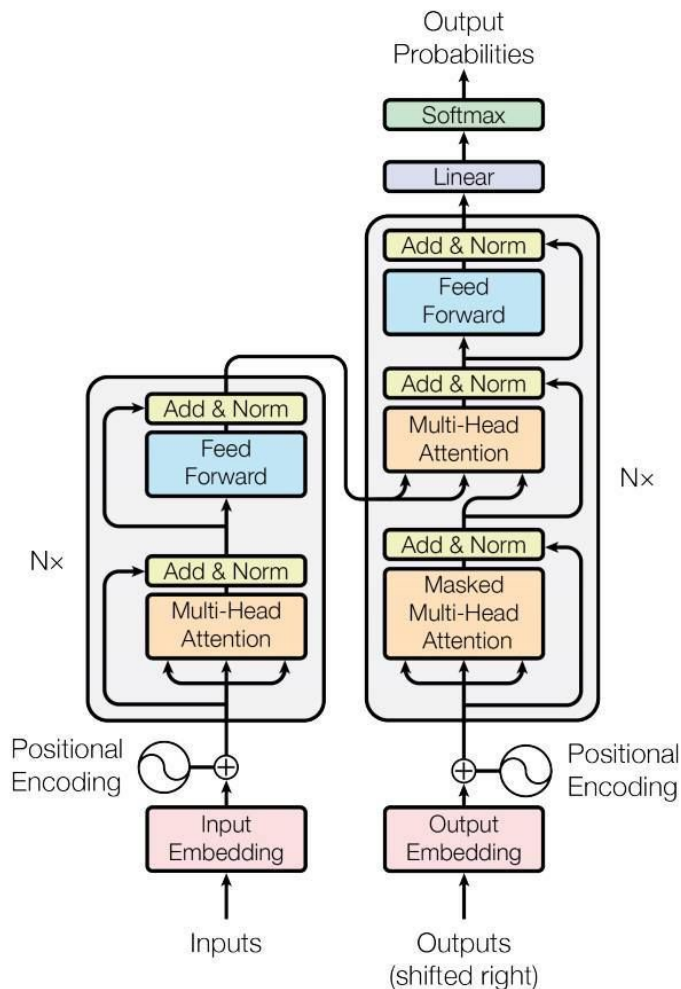 Output
Probabilities
Softmax
Linear
Add & Norm
Feed
Forward
Add & Norm
Multi-Head
Attention
Nx
Add & Norm
Masked
Multi-Head
Attention
Add & Norm
Feed
Forward
Nx
Add & Norm
Multi-Head
Attention
Positional
Encoding
Positional
Encoding
Input
Embedding
Output
Embedding
Inputs
Outputs
(shifted right)